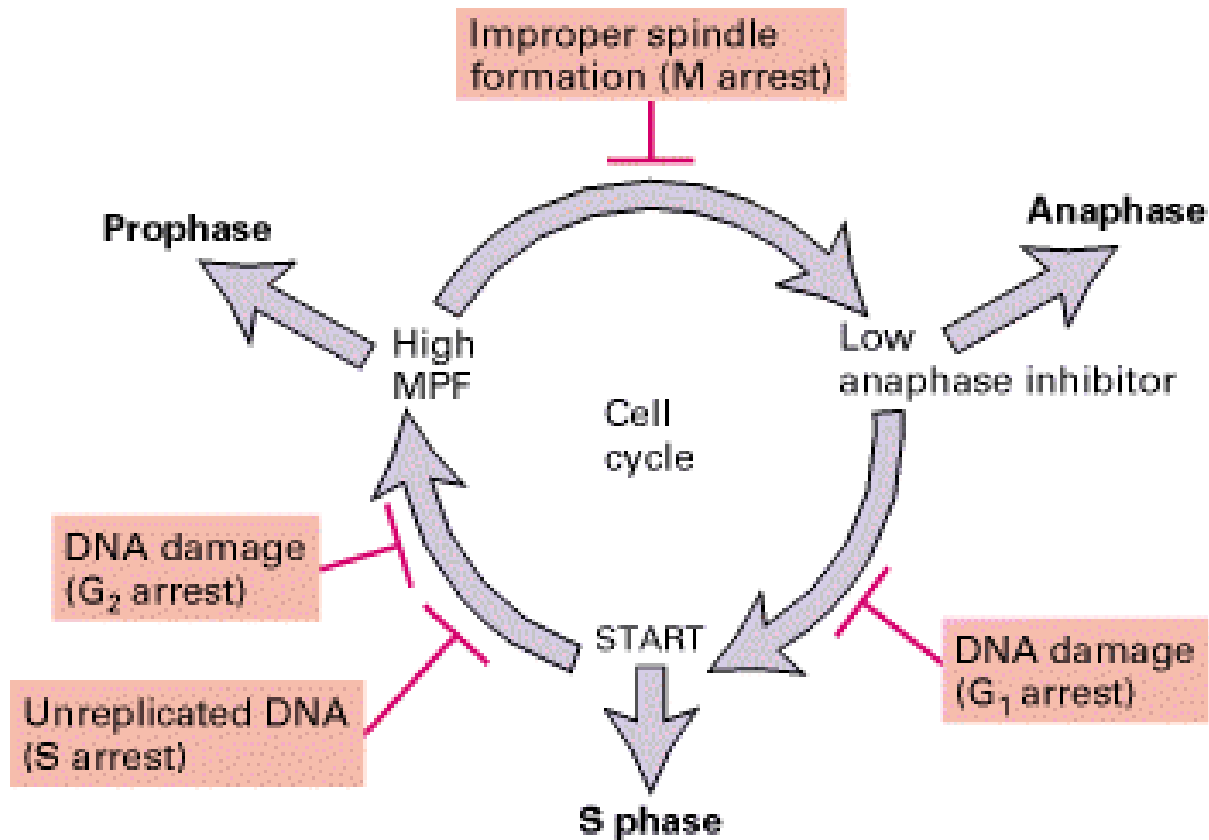 Improper spindle
formation (M arrest)
Prophase
Anaphase
High
MPF
Low
anaphase inhibitor
Cell
cycle
DNA damage
(G₂ arrest)
START
DNA damage
(G₁ arrest)
Unreplicated DNA
(S arrest)
S phase